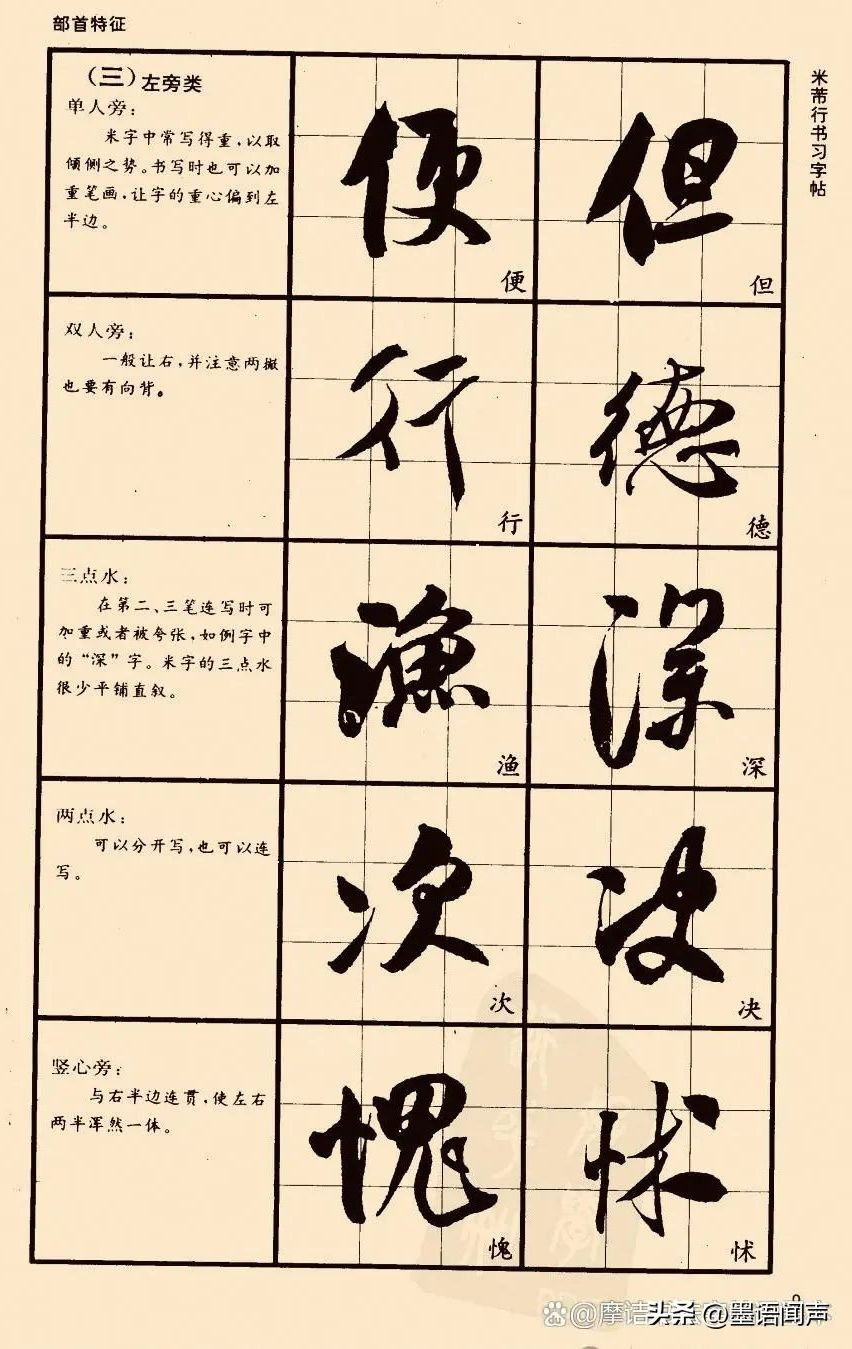 部首特征
米芾行书习字帖
（三）左旁类
单人旁：
米字中常写得重，以取
倾侧之势。书写时也可以加
重笔画，让字的重心偏到左
半边。
便
便
但
但
双人旁：
一般让右，并注意两撇
也要有向背。
行
行
德
德
三点水：
在第二、三笔连写时可
加重或者被夸张，如例字中
的“深”字。米字的三点水
很少平铺直叙。
渔
渔
深
深
两点水：
可以分开写，也可以连
写。
次
次
决
决
竖心旁：
与右半边连贯，使左右
两半浑然一体。
愧
愧
怵
怵
头条 @墨语闻声